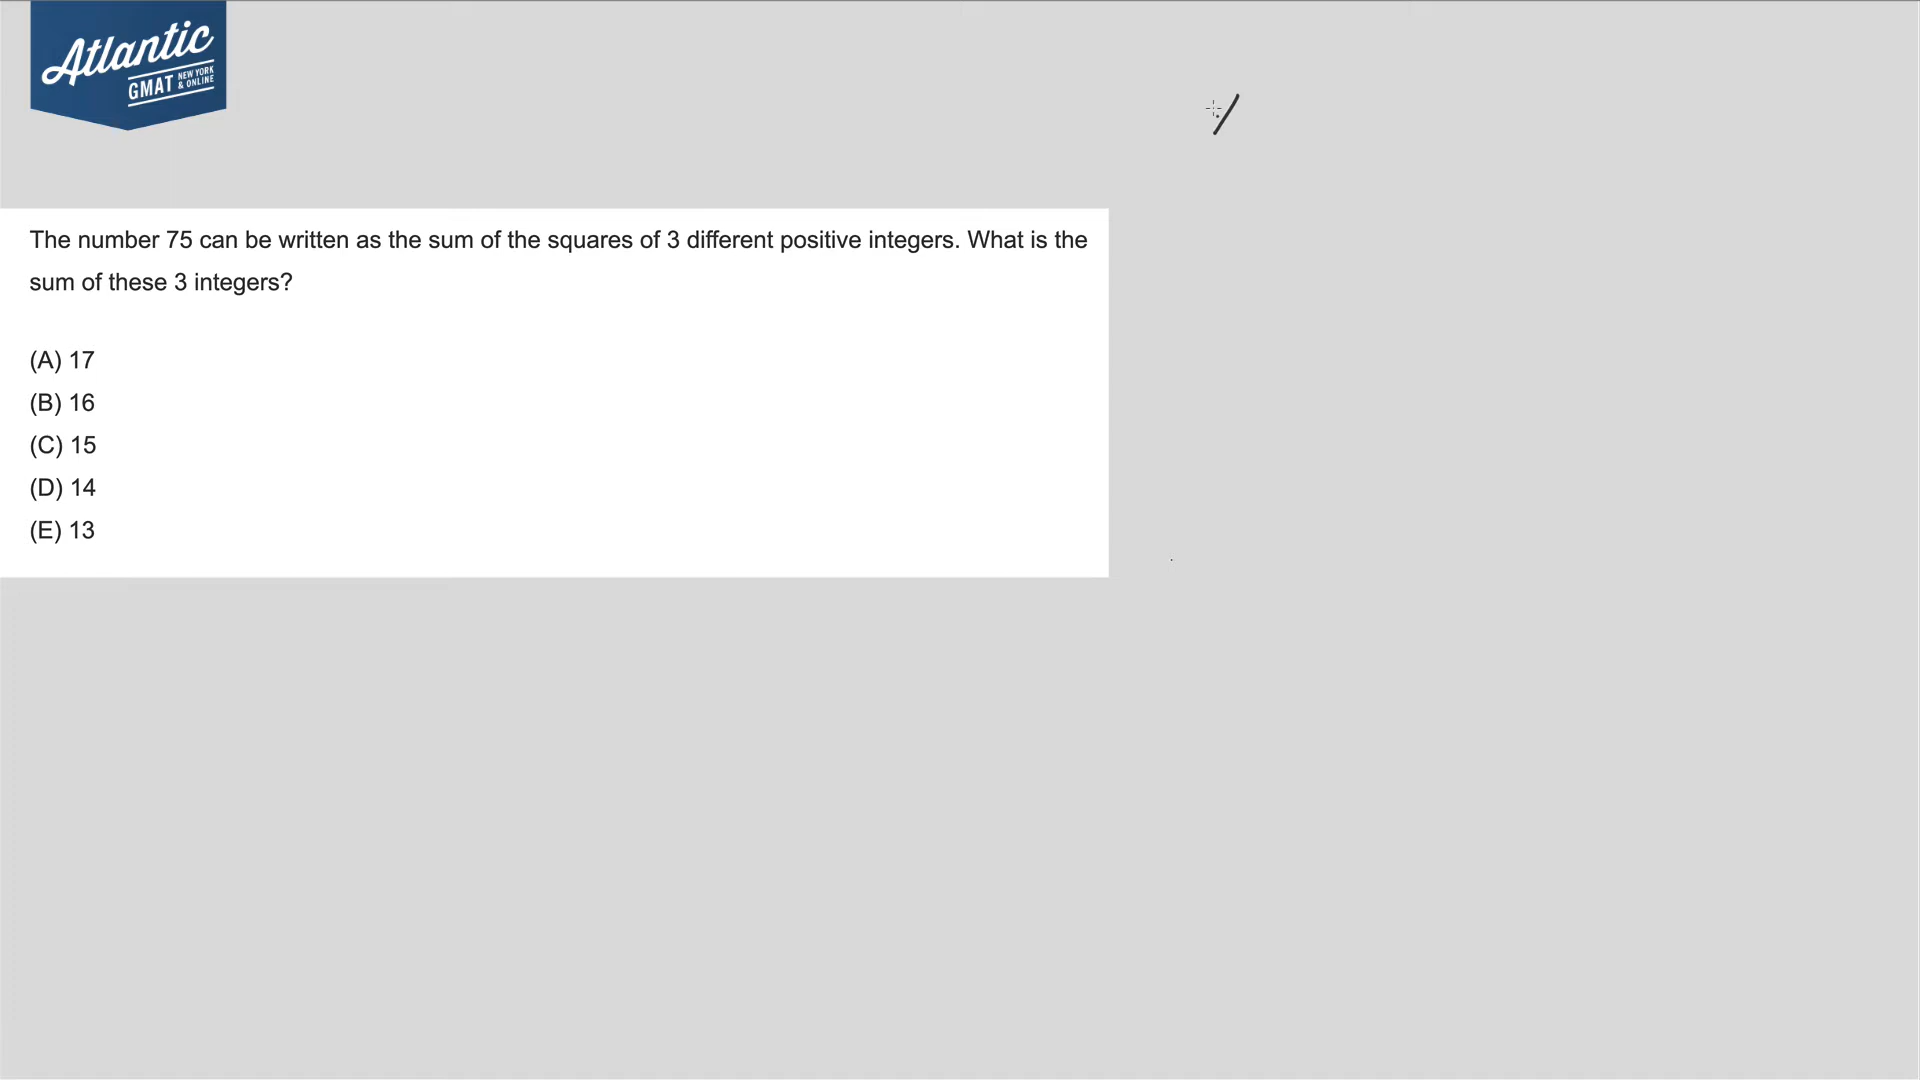 Atlantic
GMAT NEW YORK & ONLINE
The number 75 can be written as the sum of the squares of 3 different positive integers. What is the
sum of these 3 integers?
(A) 17
(B) 16
(C) 15
(D) 14
(E) 13